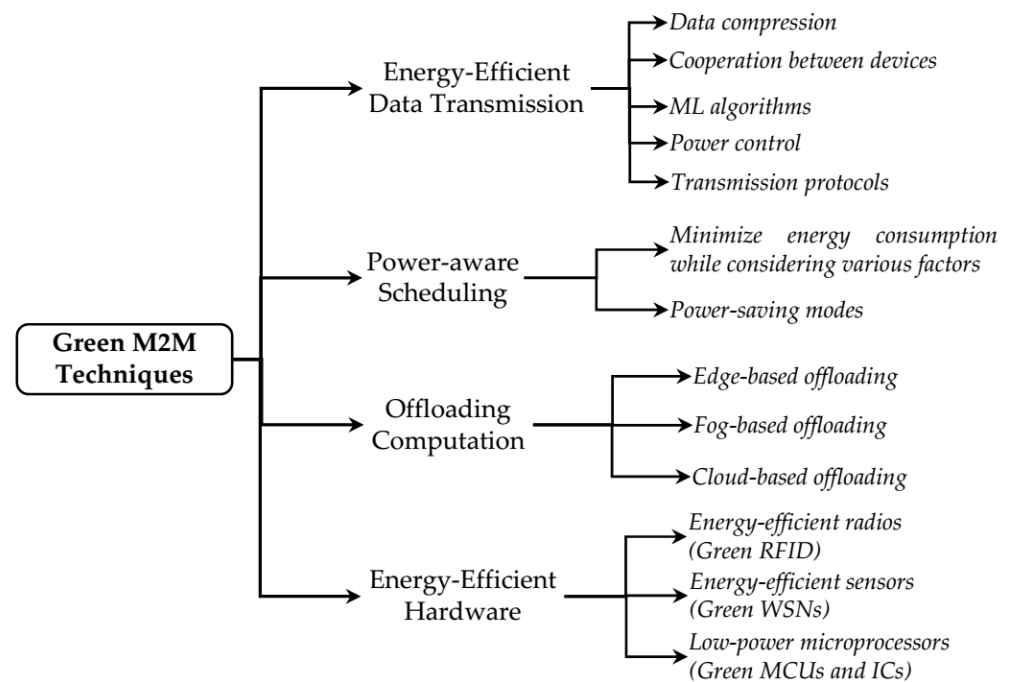 Green M2M
Techniques
Energy-Efficient
Data Transmission
Data compression
Cooperation between devices
ML algorithms
Power control
Transmission protocols
Power-aware
Scheduling
Minimize energy consumption
while considering various factors
Power-saving modes
Offloading
Computation
Edge-based offloading
Fog-based offloading
Cloud-based offloading
Energy-Efficient
Hardware
Energy-efficient radios
(Green RFID)
Energy-efficient sensors
(Green WSNs)
Low-power microprocessors
(Green MCUs and ICs)